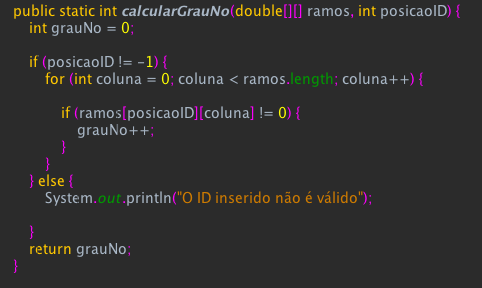 public static int calcularGrauNo(double[][] ramos, int posicaoID) {
int grauNo = 0;
if (posicaoID != -1) {
for (int coluna = 0; coluna < ramos.length; coluna++) {
if (ramos[posicaoID][coluna] != 0) {
grauNo++;
}
}
} else {
System.out.println("O ID inserido não é válido");
}
return grauNo;
}